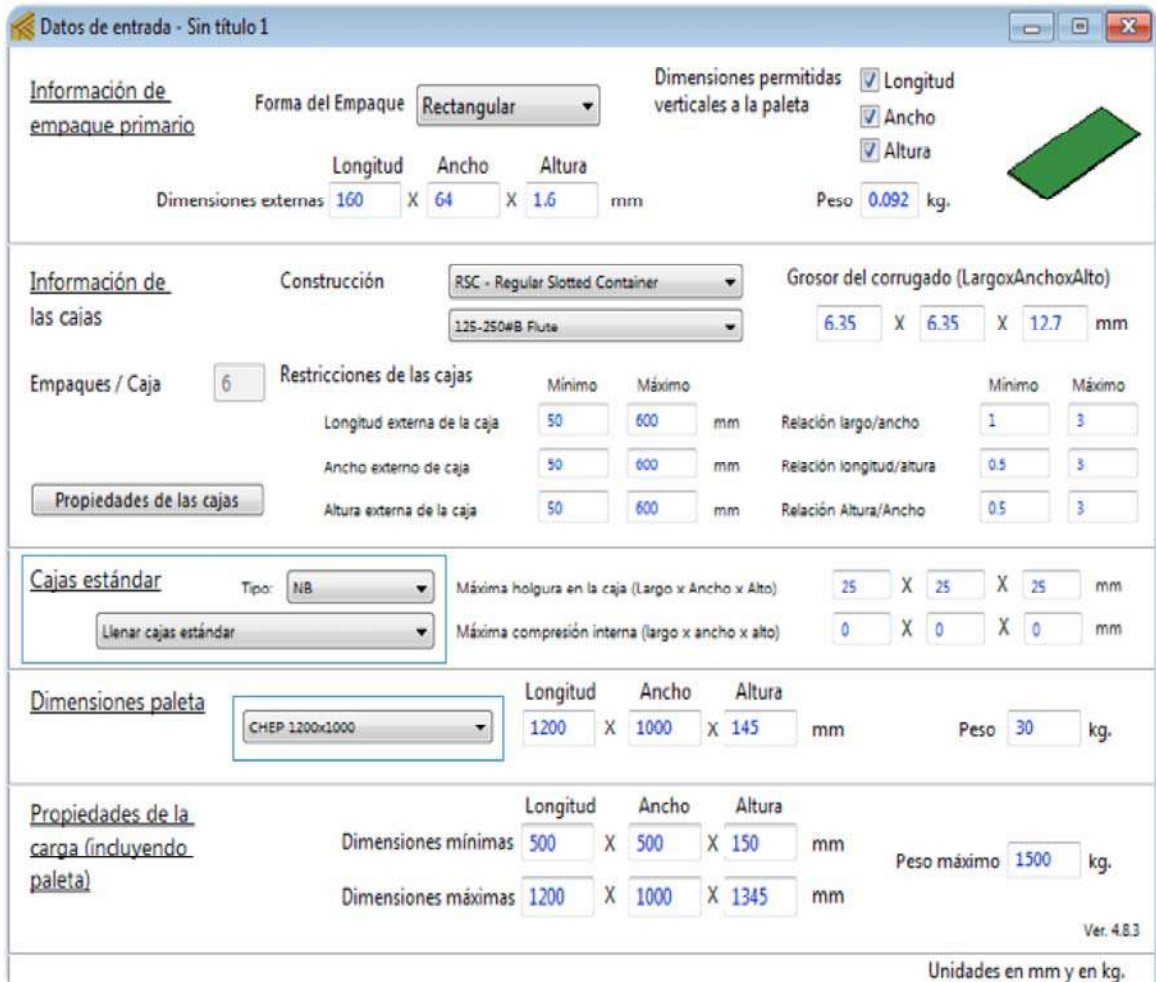 Datos de entrada - Sin título 1
Información de
empaque primario
Forma del Empaque Rectangular
Dimensiones permitidas
verticales a la paleta
Longitud
Ancho
Altura
Longitud Ancho Altura
Dimensiones externas 160 X 64 X 1.6 mm
Peso 0.092 kg.
Información de
las cajas
Construcción RSC - Regular Slotted Container
125-250#B Flute
Grosor del corrugado (LargoxAnchoxAlto)
6.35 X 6.35 X 12.7 mm
Empaques / Caja 6
Restricciones de las cajas
Mínimo Máximo
Mínimo Máximo
Longitud externa de la caja 50 600 mm Relación largo/ancho 1 3
Ancho externo de caja 50 600 mm Relación longitud/altura 0.5 3
Propiedades de las cajas
Altura externa de la caja 50 600 mm Relación Altura/Ancho 0.5 3
Cajas estándar Tipo: NB
Llenar cajas estándar
Máxima holgura en la caja (Largo x Ancho x Alto) 25 X 25 X 25 mm
Máxima compresión interna (largo x ancho x alto) 0 X 0 X 0 mm
Dimensiones paleta
CHEP 1200x1000
Longitud Ancho Altura
1200 X 1000 X 145 mm
Peso 30 kg.
Propiedades de la
carga (incluyendo
paleta)
Longitud Ancho Altura
Dimensiones mínimas 500 X 500 X 150 mm
Dimensiones máximas 1200 X 1000 X 1345 mm
Peso máximo 1500 kg.
Ver. 4.8.3
Unidades en mm y en kg.